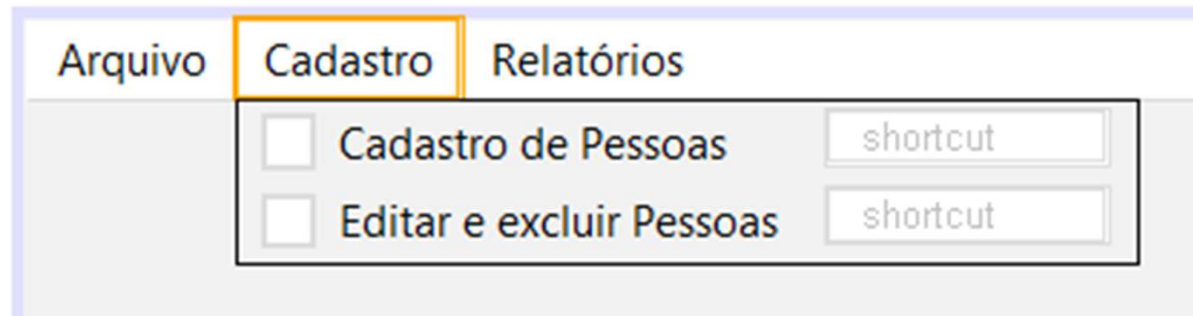 Arquivo Cadastro Relatórios
Cadastro de Pessoas shortcut
Editar e excluir Pessoas shortcut